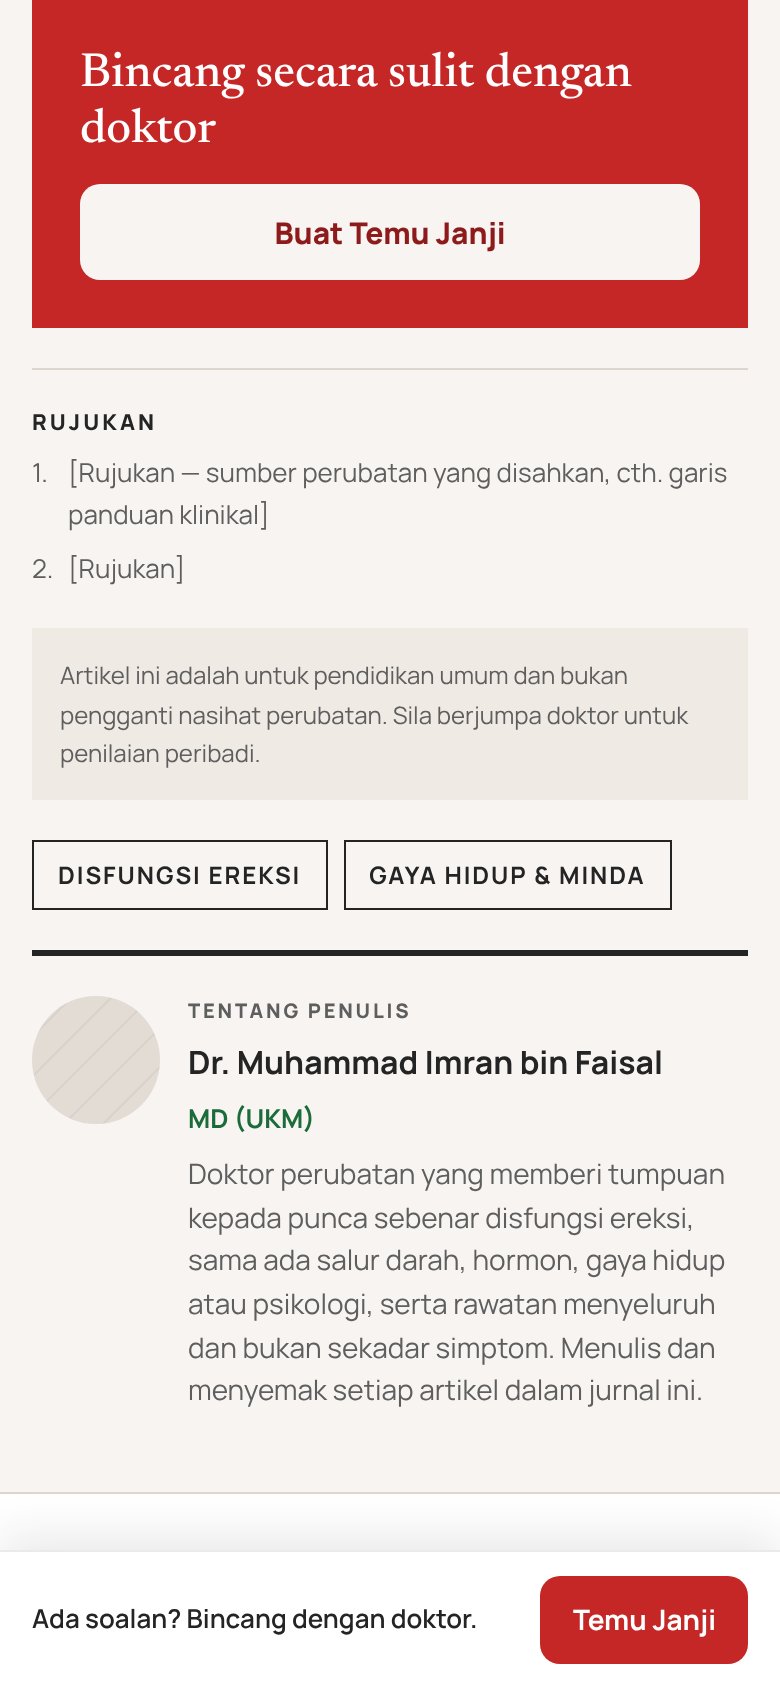 Bincang secara sulit dengan
doktor
Buat Temu Janji
RUJUKAN
1. [Rujukan — sumber perubatan yang disahkan, cth. garis
panduan klinikal]
2. [Rujukan]
Artikel ini adalah untuk pendidikan umum dan bukan
pengganti nasihat perubatan. Sila berjumpa doktor untuk
penilaian peribadi.
DISFUNGSI EREKSI
GAYA HIDUP & MINDA
TENTANG PENULIS
Dr. Muhammad Imran bin Faisal
MD (UKM)
Doktor perubatan yang memberi tumpuan
kepada punca sebenar disfungsi ereksi,
sama ada salur darah, hormon, gaya hidup
atau psikologi, serta rawatan menyeluruh
dan bukan sekadar simptom. Menulis dan
menyemak setiap artikel dalam jurnal ini.
Ada soalan? Bincang dengan doktor.
Temu Janji